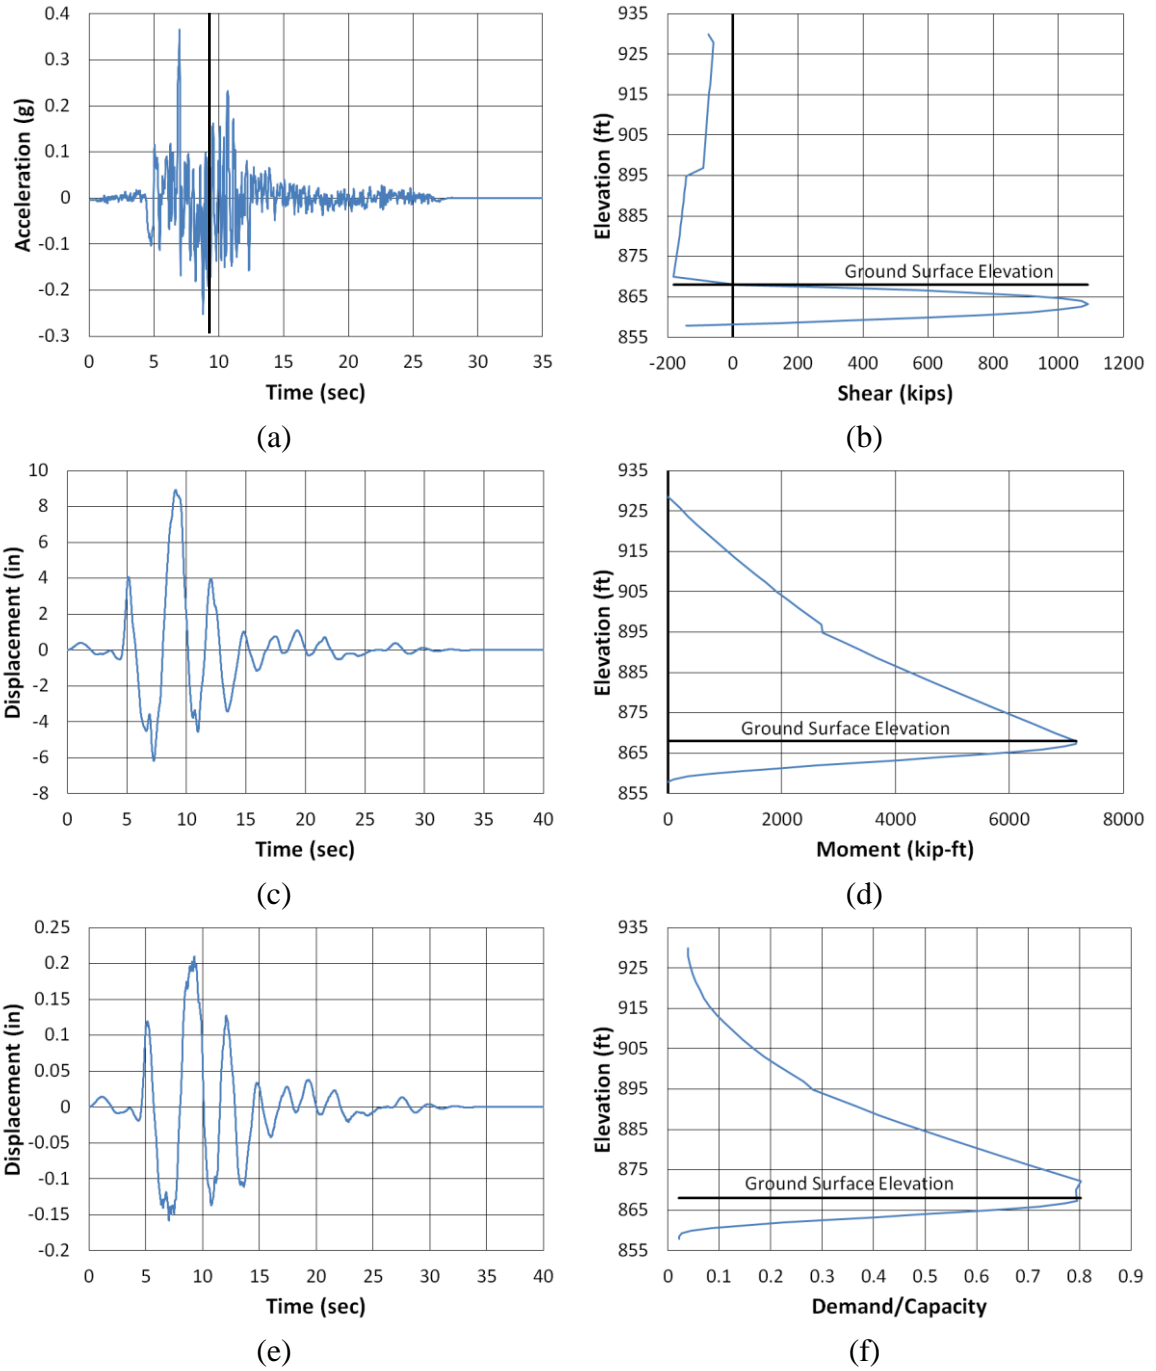 0.4
0.3
0.2
0.1
0
-0.1
-0.2
-0.3
Acceleration (g)
0 5 10 15 20 25 30 35
Time (sec)
(a)
935
925
915
905
895
885
875
865
855
Elevation (ft)
Ground Surface Elevation
-200 0 200 400 600 800 1000 1200
Shear (kips)
(b)
10
8
6
4
2
0
-2
-4
-6
-8
Displacement (in)
0 5 10 15 20 25 30 35 40
Time (sec)
(c)
935
925
915
905
895
885
875
865
855
Elevation (ft)
Ground Surface Elevation
0 2000 4000 6000 8000
Moment (kip-ft)
(d)
0.25
0.2
0.15
0.1
0.05
0
-0.05
-0.1
-0.15
-0.2
Displacement (in)
0 5 10 15 20 25 30 35 40
Time (sec)
(e)
935
925
915
905
895
885
875
865
855
Elevation (ft)
Ground Surface Elevation
0 0.1 0.2 0.3 0.4 0.5 0.6 0.7 0.8 0.9
Demand/Capacity
(f)